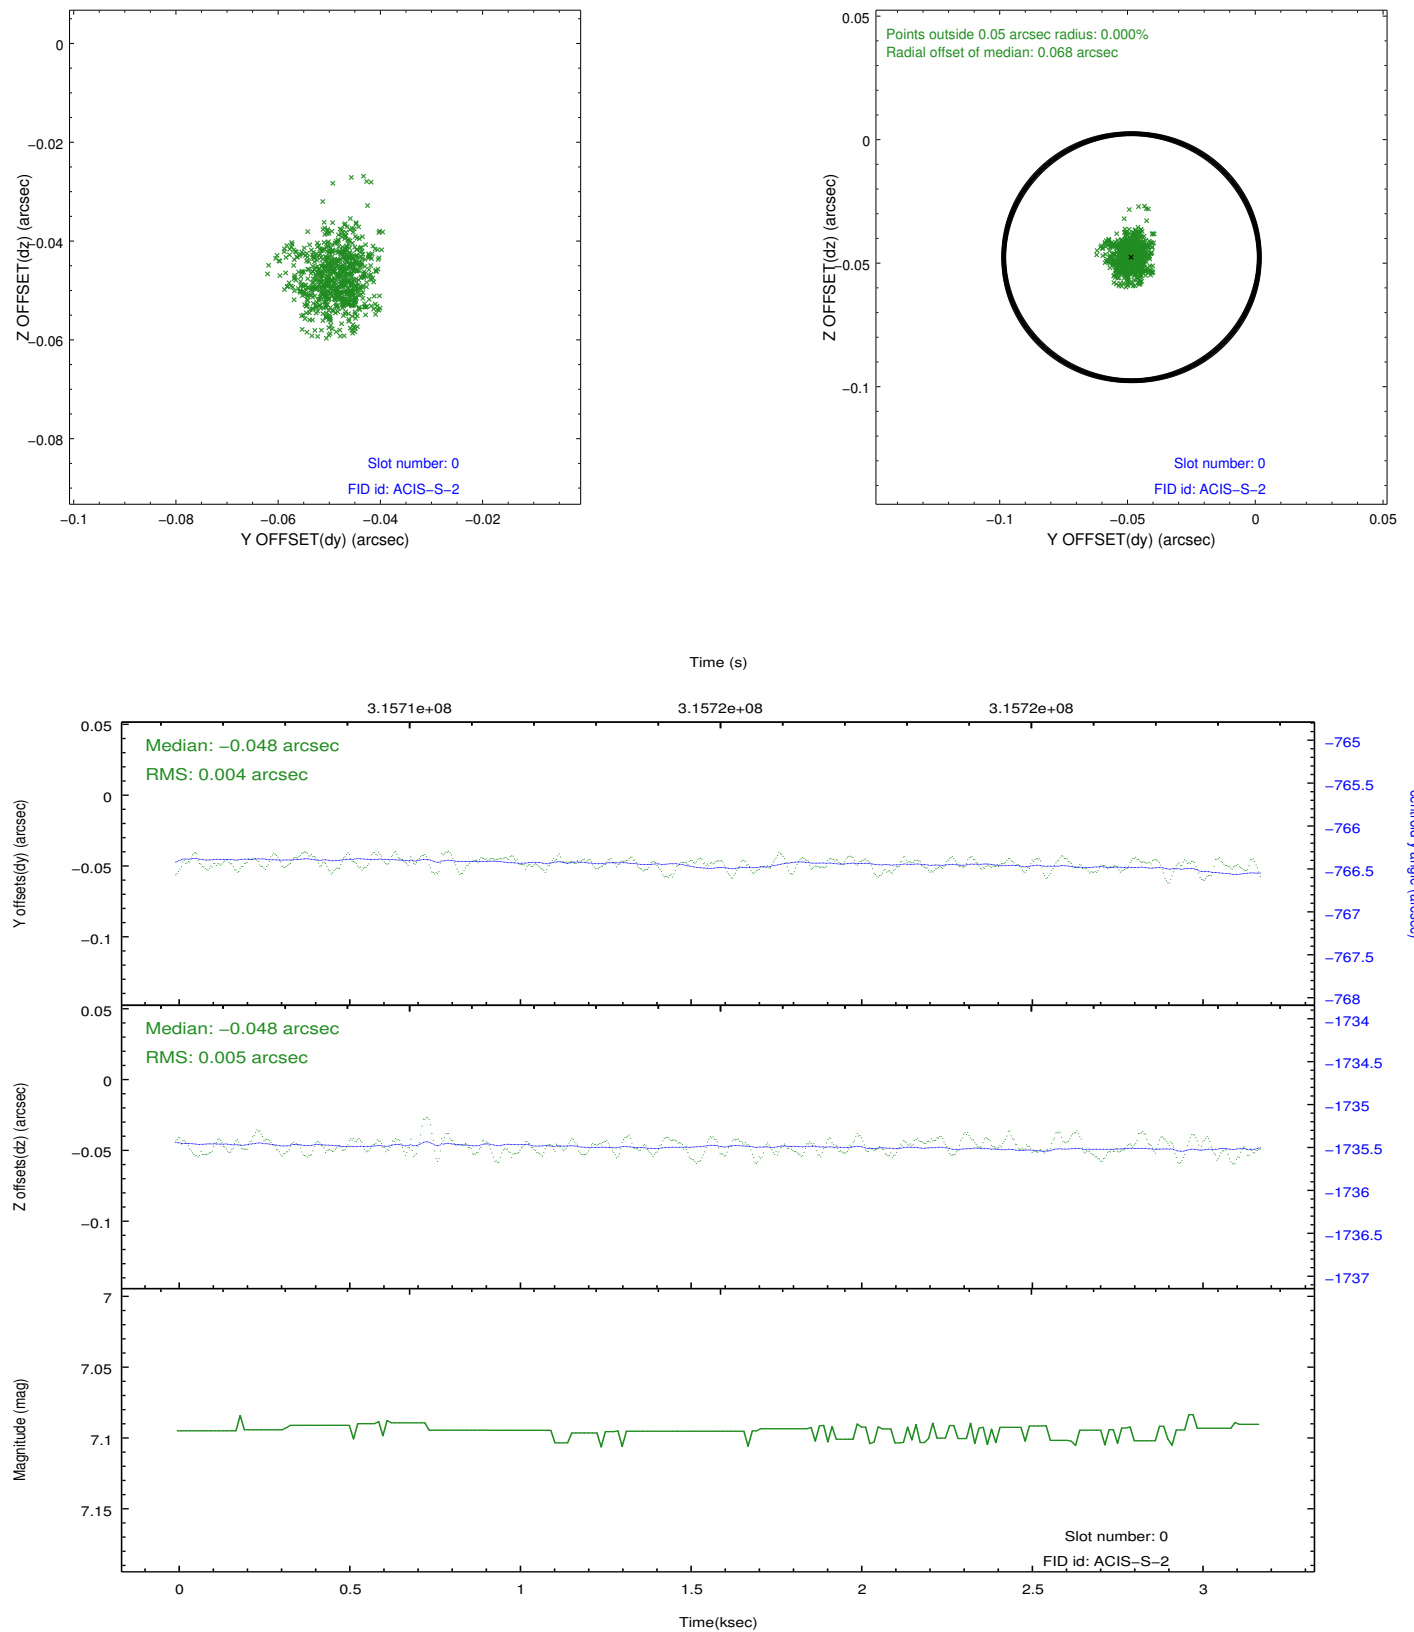 0
−0.02
−0.04
−0.06
−0.08
Z OFFSET(dz) (arcsec)
Slot number: 0
FID id: ACIS−S−2
−0.1
−0.08
−0.06
−0.04
−0.02
Y OFFSET(dy) (arcsec)
0.05
Points outside 0.05 arcsec radius: 0.000%
Radial offset of median: 0.068 arcsec
0
−0.05
−0.1
Z OFFSET(dz) (arcsec)
Slot number: 0
FID id: ACIS−S−2
−0.1
−0.05
0
0.05
Y OFFSET(dy) (arcsec)
Time (s)
3.1571e+08
3.1572e+08
3.1572e+08
0.05
Median: −0.048 arcsec
RMS: 0.004 arcsec
0
−0.05
−0.1
Y offsets(dy) (arcsec)
−765
−765.5
−766
−766.5
−767
−767.5
−768
y angle (arcsec)
0.05
Median: −0.048 arcsec
RMS: 0.005 arcsec
0
−0.05
−0.1
Z offsets(dz) (arcsec)
−1734
−1734.5
−1735
−1735.5
−1736
−1736.5
−1737
7
7.05
7.1
7.15
Magnitude (mag)
Slot number: 0
FID id: ACIS−S−2
0
0.5
1
1.5
2
2.5
3
Time(ksec)